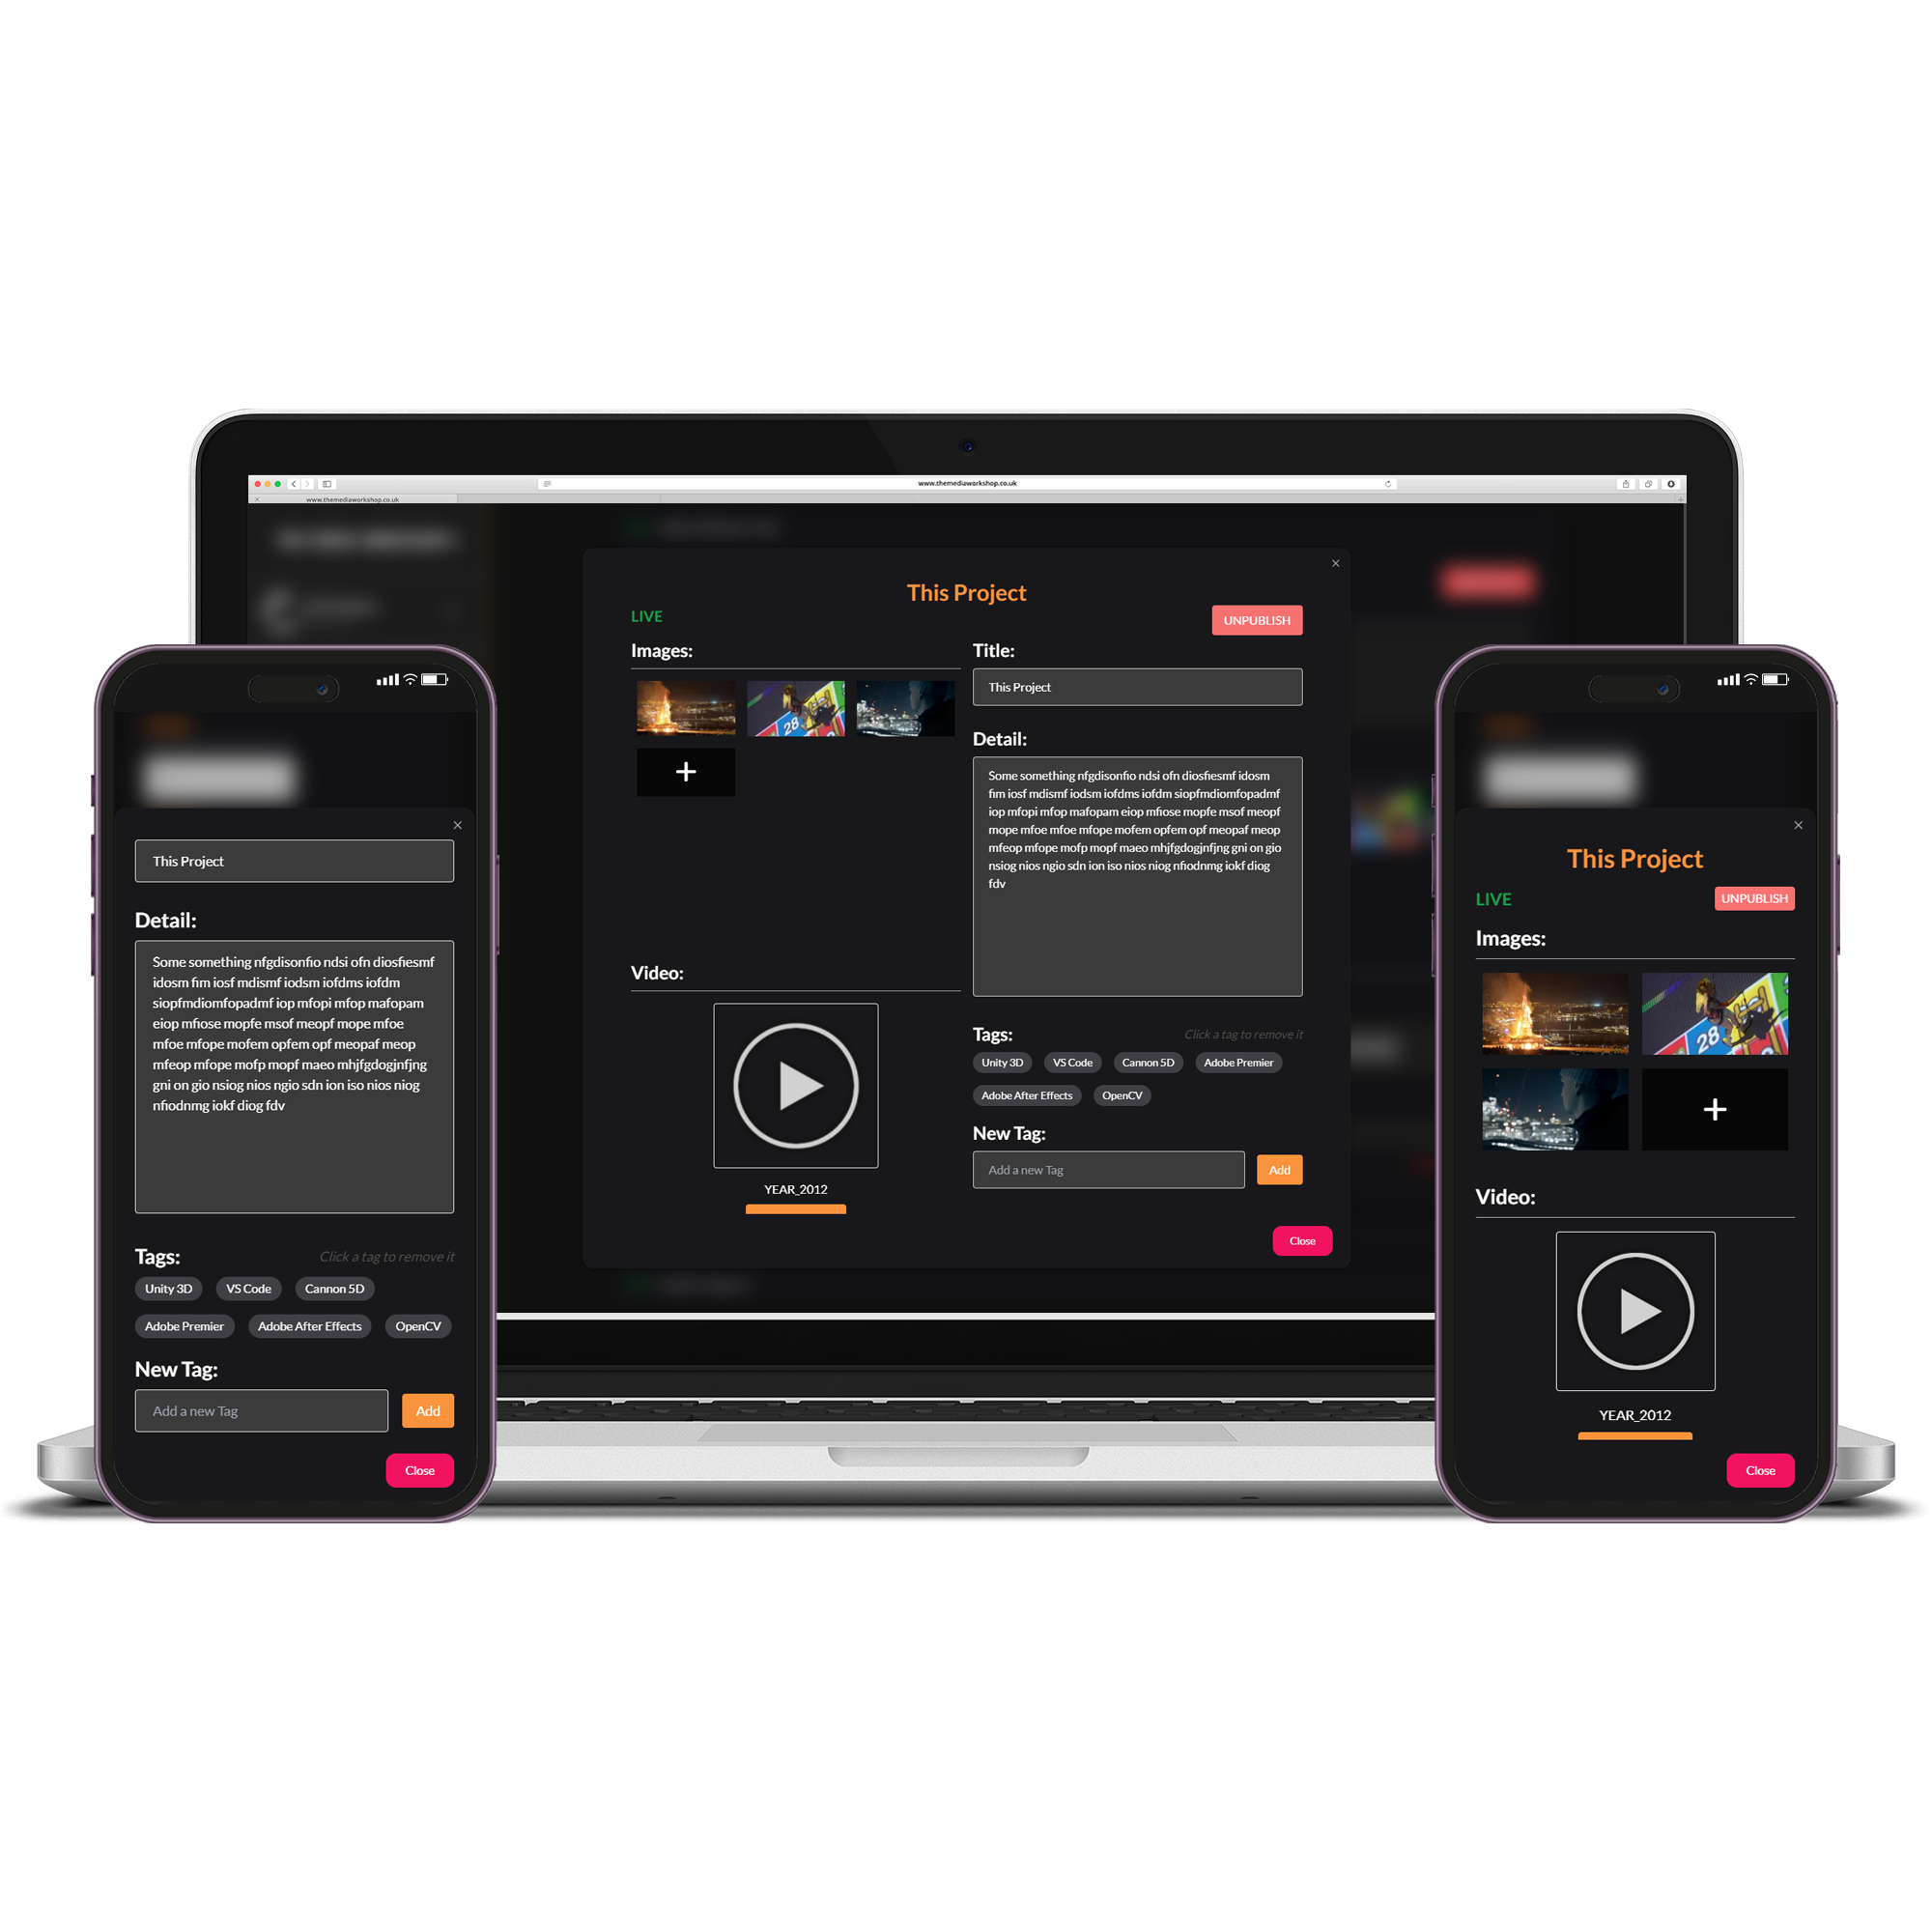 www.themediaworkshop.co.uk
www.themediaworkshop.co.uk
This Project
LIVE
UNPUBLISH
Images:
28
Video:
YEAR_2012
Title:
This Project
Detail:
Some something nfgdisonfio ndsi ofn diosfiesmf idosm
fim iosf mdismf iodsm iofdms iofdm siopfmdiomfopadmf
iop mfopi mfop mafopam eiop mfiose mopfe msof meopf
mope mfoe mfoe mfope mofem opfem opf meopaf meop
mfeop mfope mofp mopf maeo mhjfgdogjnfjng gni on gio
nsiog nios ngio sdn ion iso nios niog nfiodnmg iokf diog
fdv
Tags:
Click a tag to remove it
Unity 3D VS Code Cannon 5D Adobe Premier
Adobe After Effects OpenCV
New Tag:
Add a new Tag
Add
Close
This Project
Detail:
Some something nfgdisonfio ndsi ofn diosfiesmf
idosm fim iosf mdismf iodsm iofdms iofdm
siopfmdiomfopadmf iop mfopi mfop mafopam
eiop mfiose mopfe msof meopf mope mfoe
mfoe mfope mofem opfem opf meopaf meop
mfeop mfope mofp mopf maeo mhjfgdogjnfjng
gni on gio nsiog nios ngio sdn ion iso nios niog
nfiodnmg iokf diog fdv
Tags:
Click a tag to remove it
Unity 3D VS Code Cannon 5D
Adobe Premier Adobe After Effects OpenCV
New Tag:
Add a new Tag
Add
Close
This Project
LIVE
UNPUBLISH
Images:
28
Video:
YEAR_2012
Close